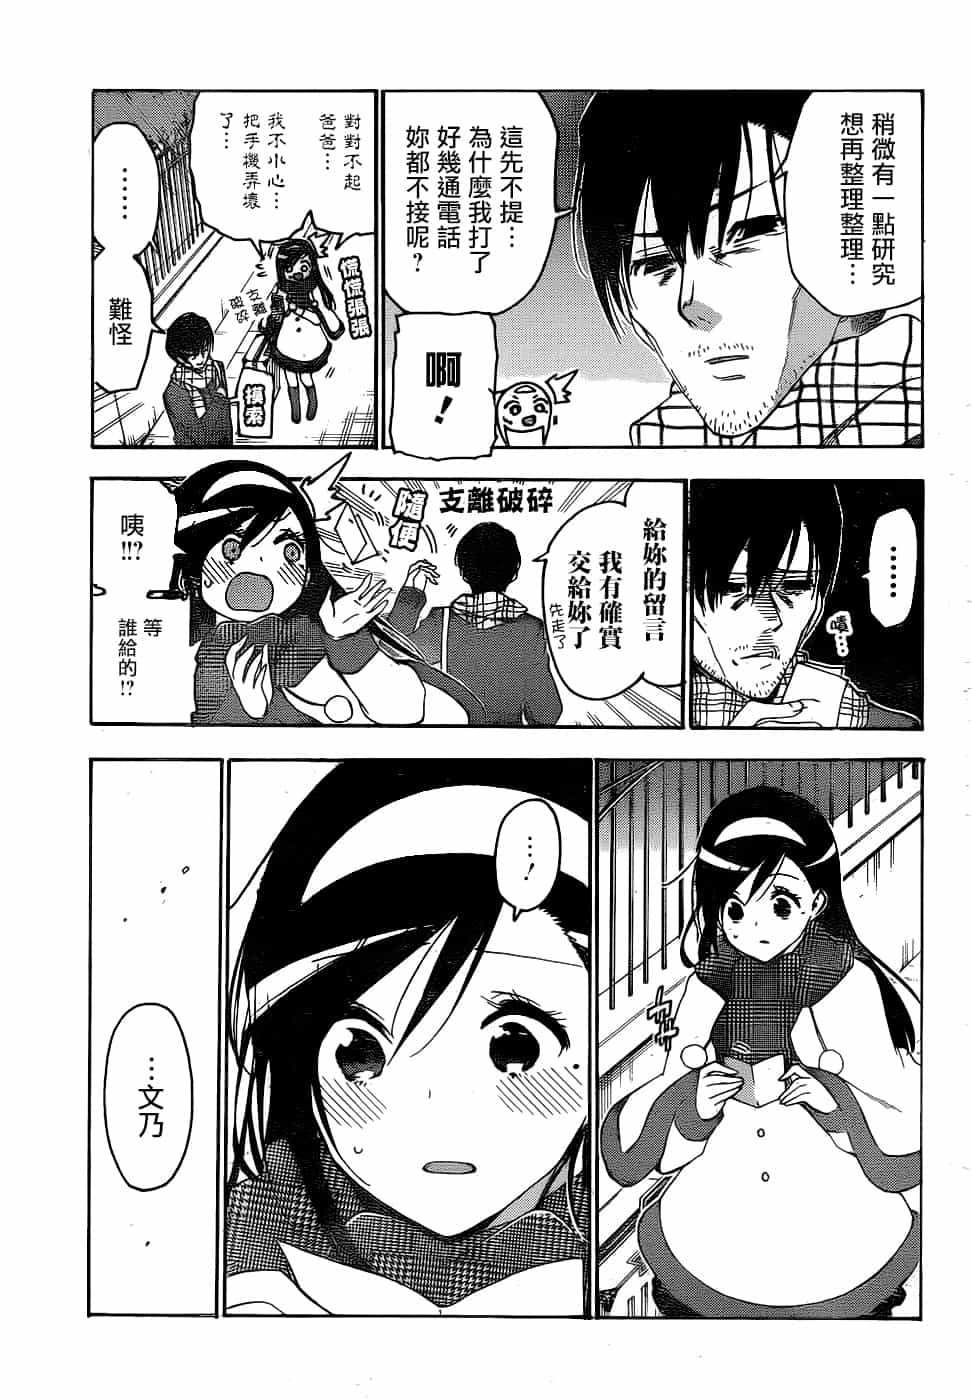 稍微有一點研究
想再整理整理…
這先不提…
為什麼我打了
好幾通電話
妳都不接呢?
啊!
對對不起
爸爸…
我不小心…
把手機弄壞
了…
慌慌張張
支離
破碎
摸索
……
難怪
……
嘖…
給妳的留言
我有確實
交給妳了
先走了
支離破碎
隨便
咦
!!?
等
誰給的!?
…!
…文乃